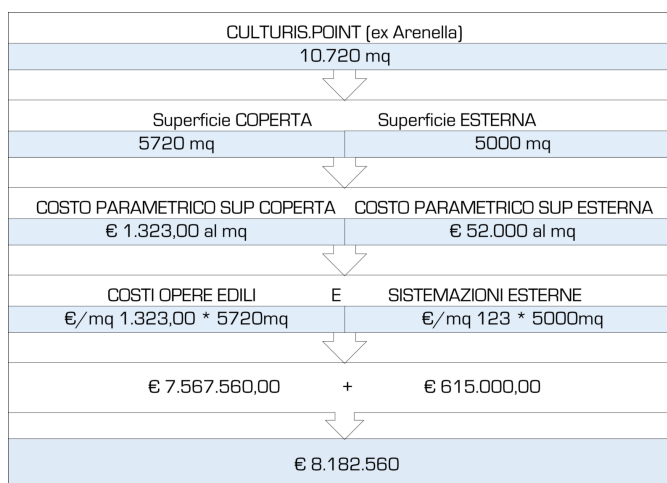 CULTURIS.POINT (ex Arenella)
10.720 mq
Superficie COPERTA Superficie ESTERNA
5720 mq 5000 mq
COSTO PARAMETRICO SUP COPERTA COSTO PARAMETRICO SUP ESTERNA
€ 1.323,00 al mq € 52.000 al mq
COSTI OPERE EDILI E SISTEMAZIONI ESTERNE
€/mq 1.323,00 * 5720mq €/mq 123 * 5000mq
€ 7.567.560,00 + € 615.000,00
€ 8.182.560